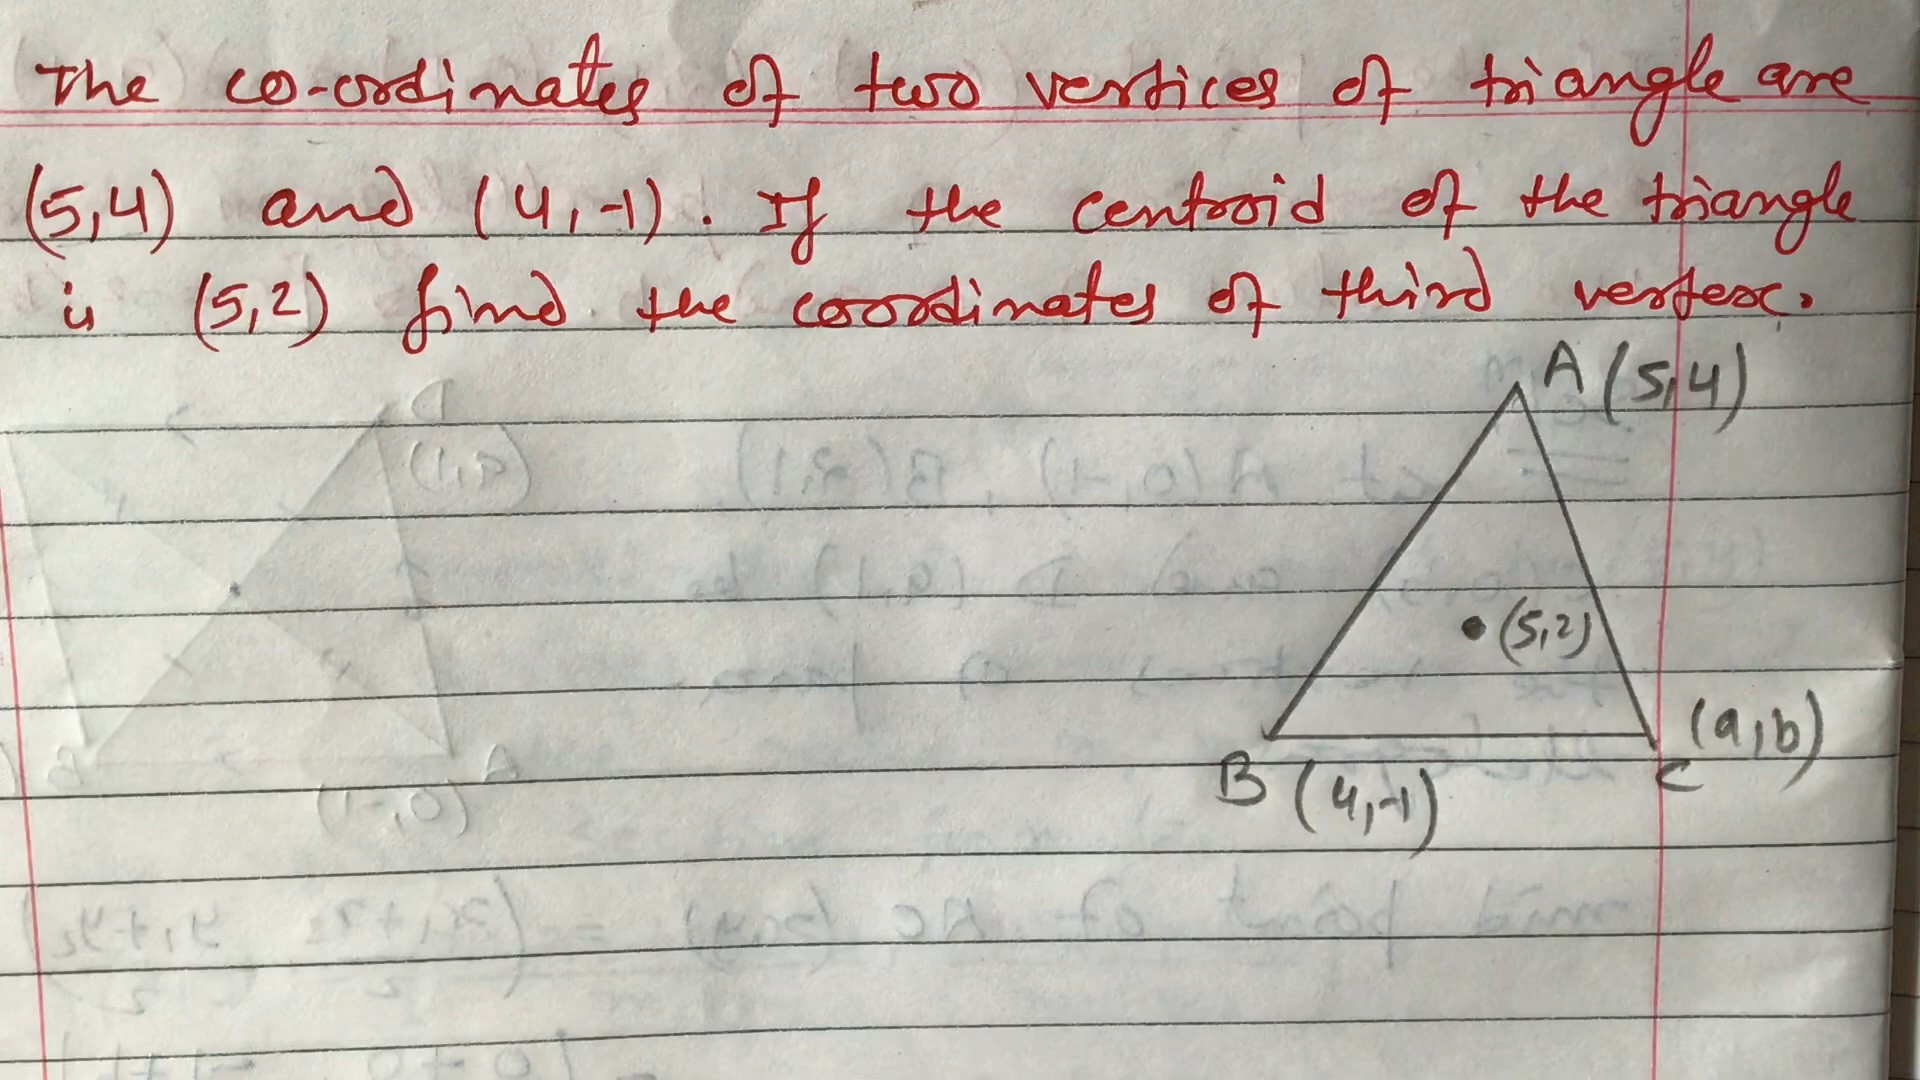 The co-ordinates of two vertices of triangle are
(5,4) and (4,-1). If the centroid of the triangle
is (5,2) find the coordinates of third vertex.
A (5,4)
(5,2)
(a,b)
B (4,-1)
C